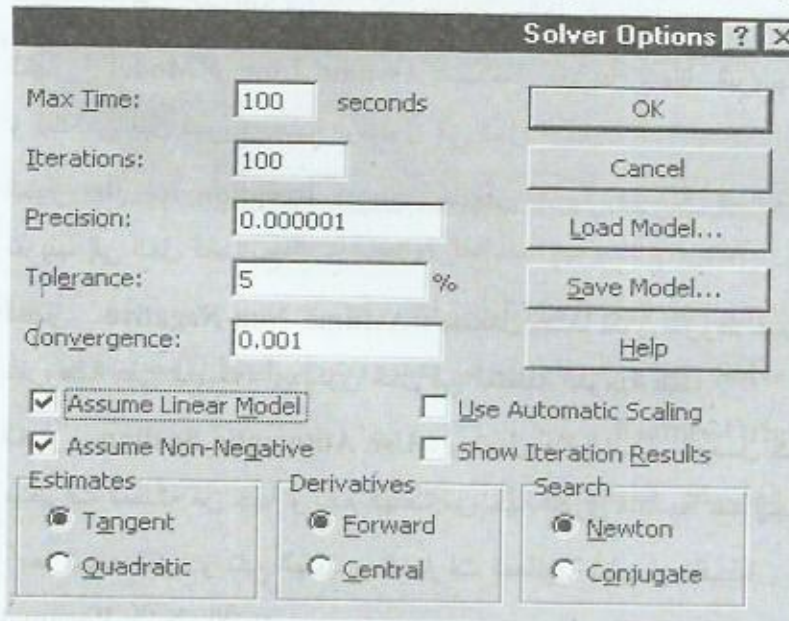 Solver Options ? X
Max Time: 100 seconds
OK
Iterations: 100
Cancel
Precision: 0.000001
Load Model...
Tolerance: 5 %
Save Model...
Convergence: 0.001
Help
Assume Linear Model
Use Automatic Scaling
Assume Non-Negative
Show Iteration Results
Estimates
Derivatives
Search
Tangent
Forward
Newton
Quadratic
Central
Conjugate